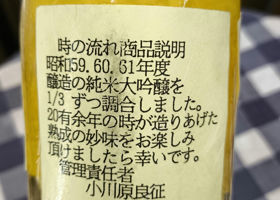 時の流れ商品説明
昭和59.60.61年度
醸造の純米大吟醸を
1/3 ずつ調合しました。
20有余年の時が造りあげた
熟成の妙味をお楽しみ
頂けましたら幸いです。
管理責任者
小川原良征